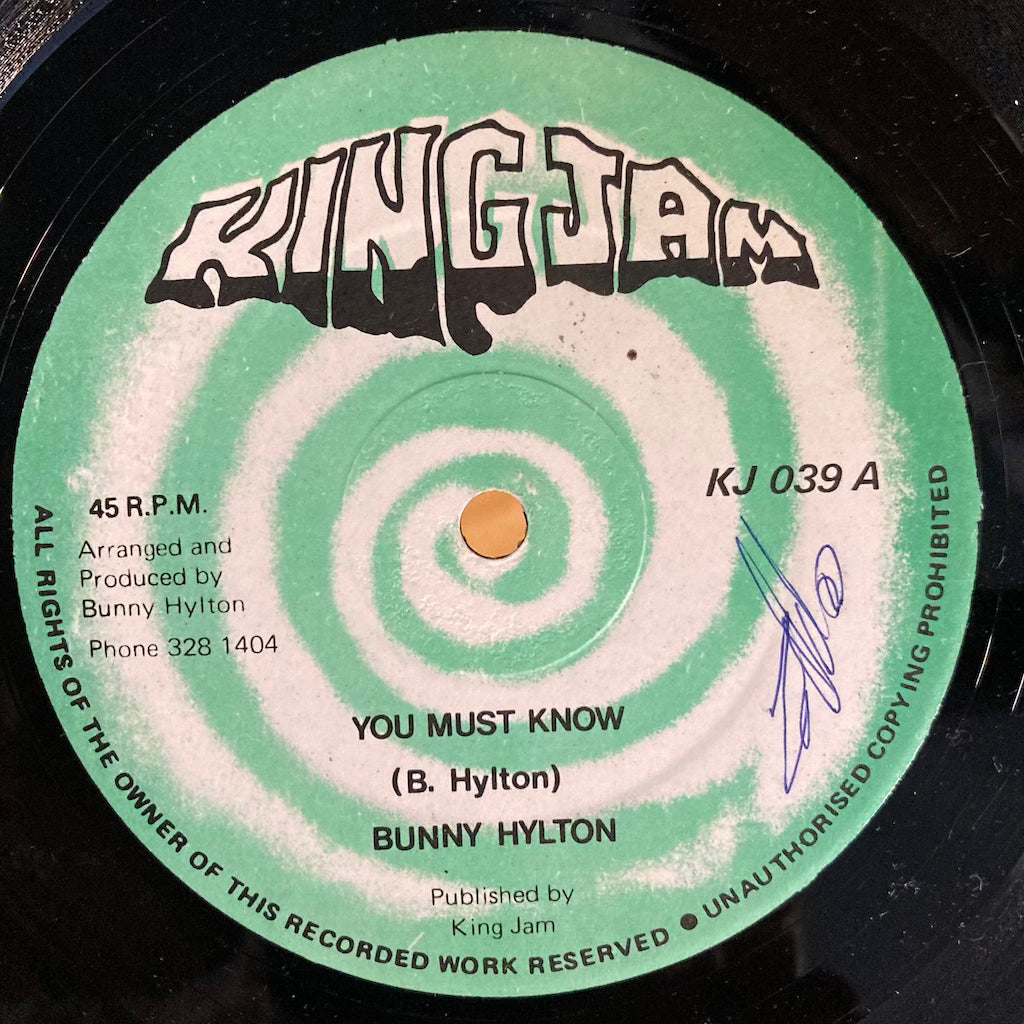 KING JAM
KJ 039 A
45 R.P.M.
Arranged and
Produced by
Bunny Hylton
Phone 328 1404
YOU MUST KNOW
(B. Hylton)
BUNNY HYLTON
Published by
King Jam
ALL RIGHTS OF THE OWNER OF THIS RECORDED WORK RESERVED ● UNAUTHORISED COPYING PROHIBITED